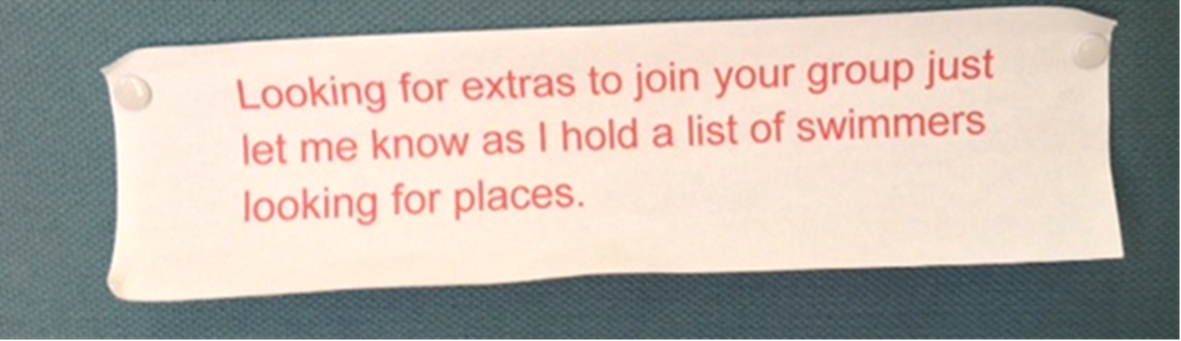 Looking for extras to join your group just
let me know as I hold a list of swimmers
looking for places.